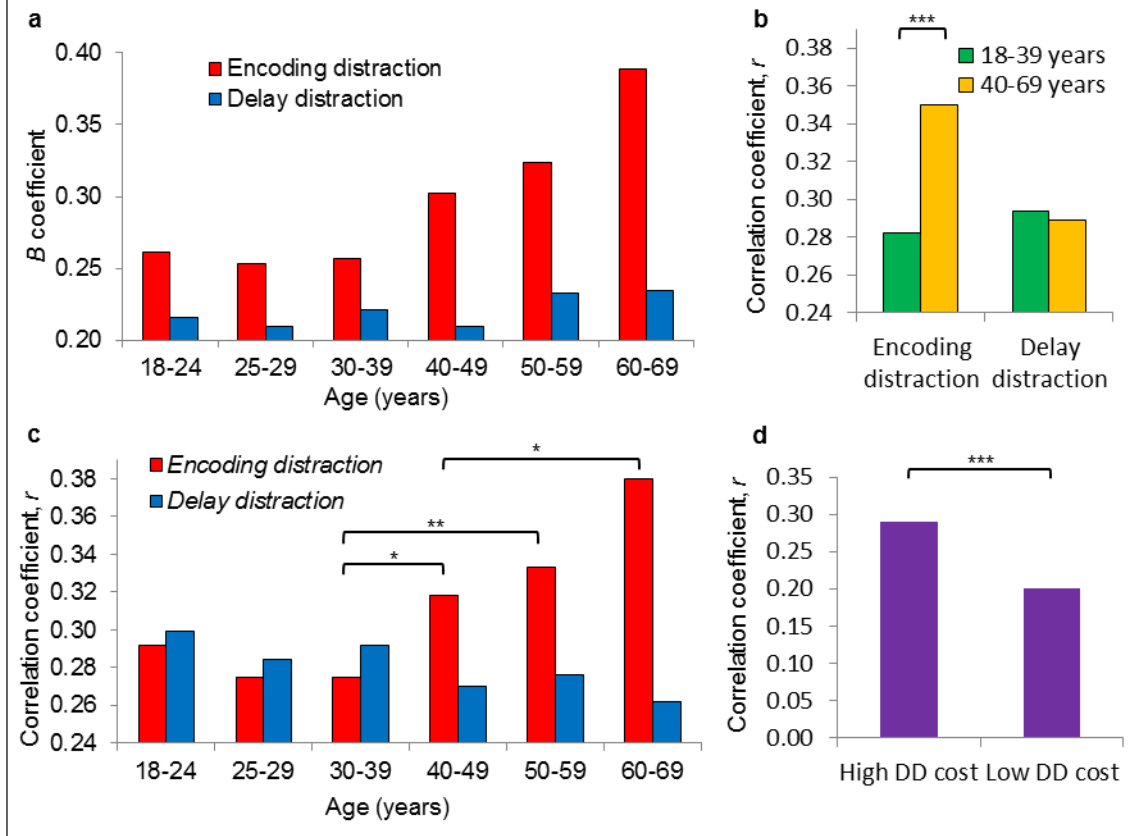 a
0.40
0.35
0.30
0.25
0.20
B coefficient
Encoding distraction
Delay distraction
18-24 25-29 30-39 40-49 50-59 60-69
Age (years)
b
***
0.38
0.36
0.34
0.32
0.30
0.28
0.26
0.24
Correlation coefficient, r
18-39 years
40-69 years
Encoding Delay
distraction distraction
c
0.38
0.36
0.34
0.32
0.30
0.28
0.26
0.24
Correlation coefficient, r
Encoding distraction
Delay distraction
*
**
*
18-24 25-29 30-39 40-49 50-59 60-69
Age (years)
d
***
0.35
0.30
0.25
0.20
0.15
0.10
0.05
0.00
Correlation coefficient, r
High DD cost Low DD cost